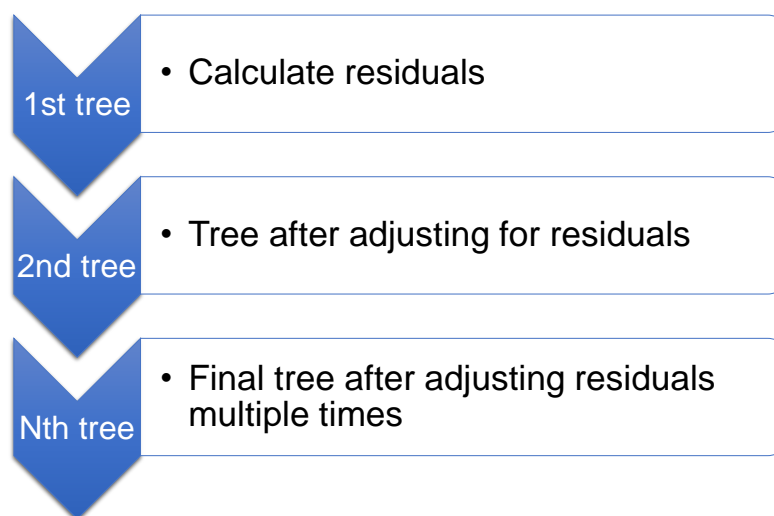 1st tree
• Calculate residuals
2nd tree
• Tree after adjusting for residuals
Nth tree
• Final tree after adjusting residuals
multiple times